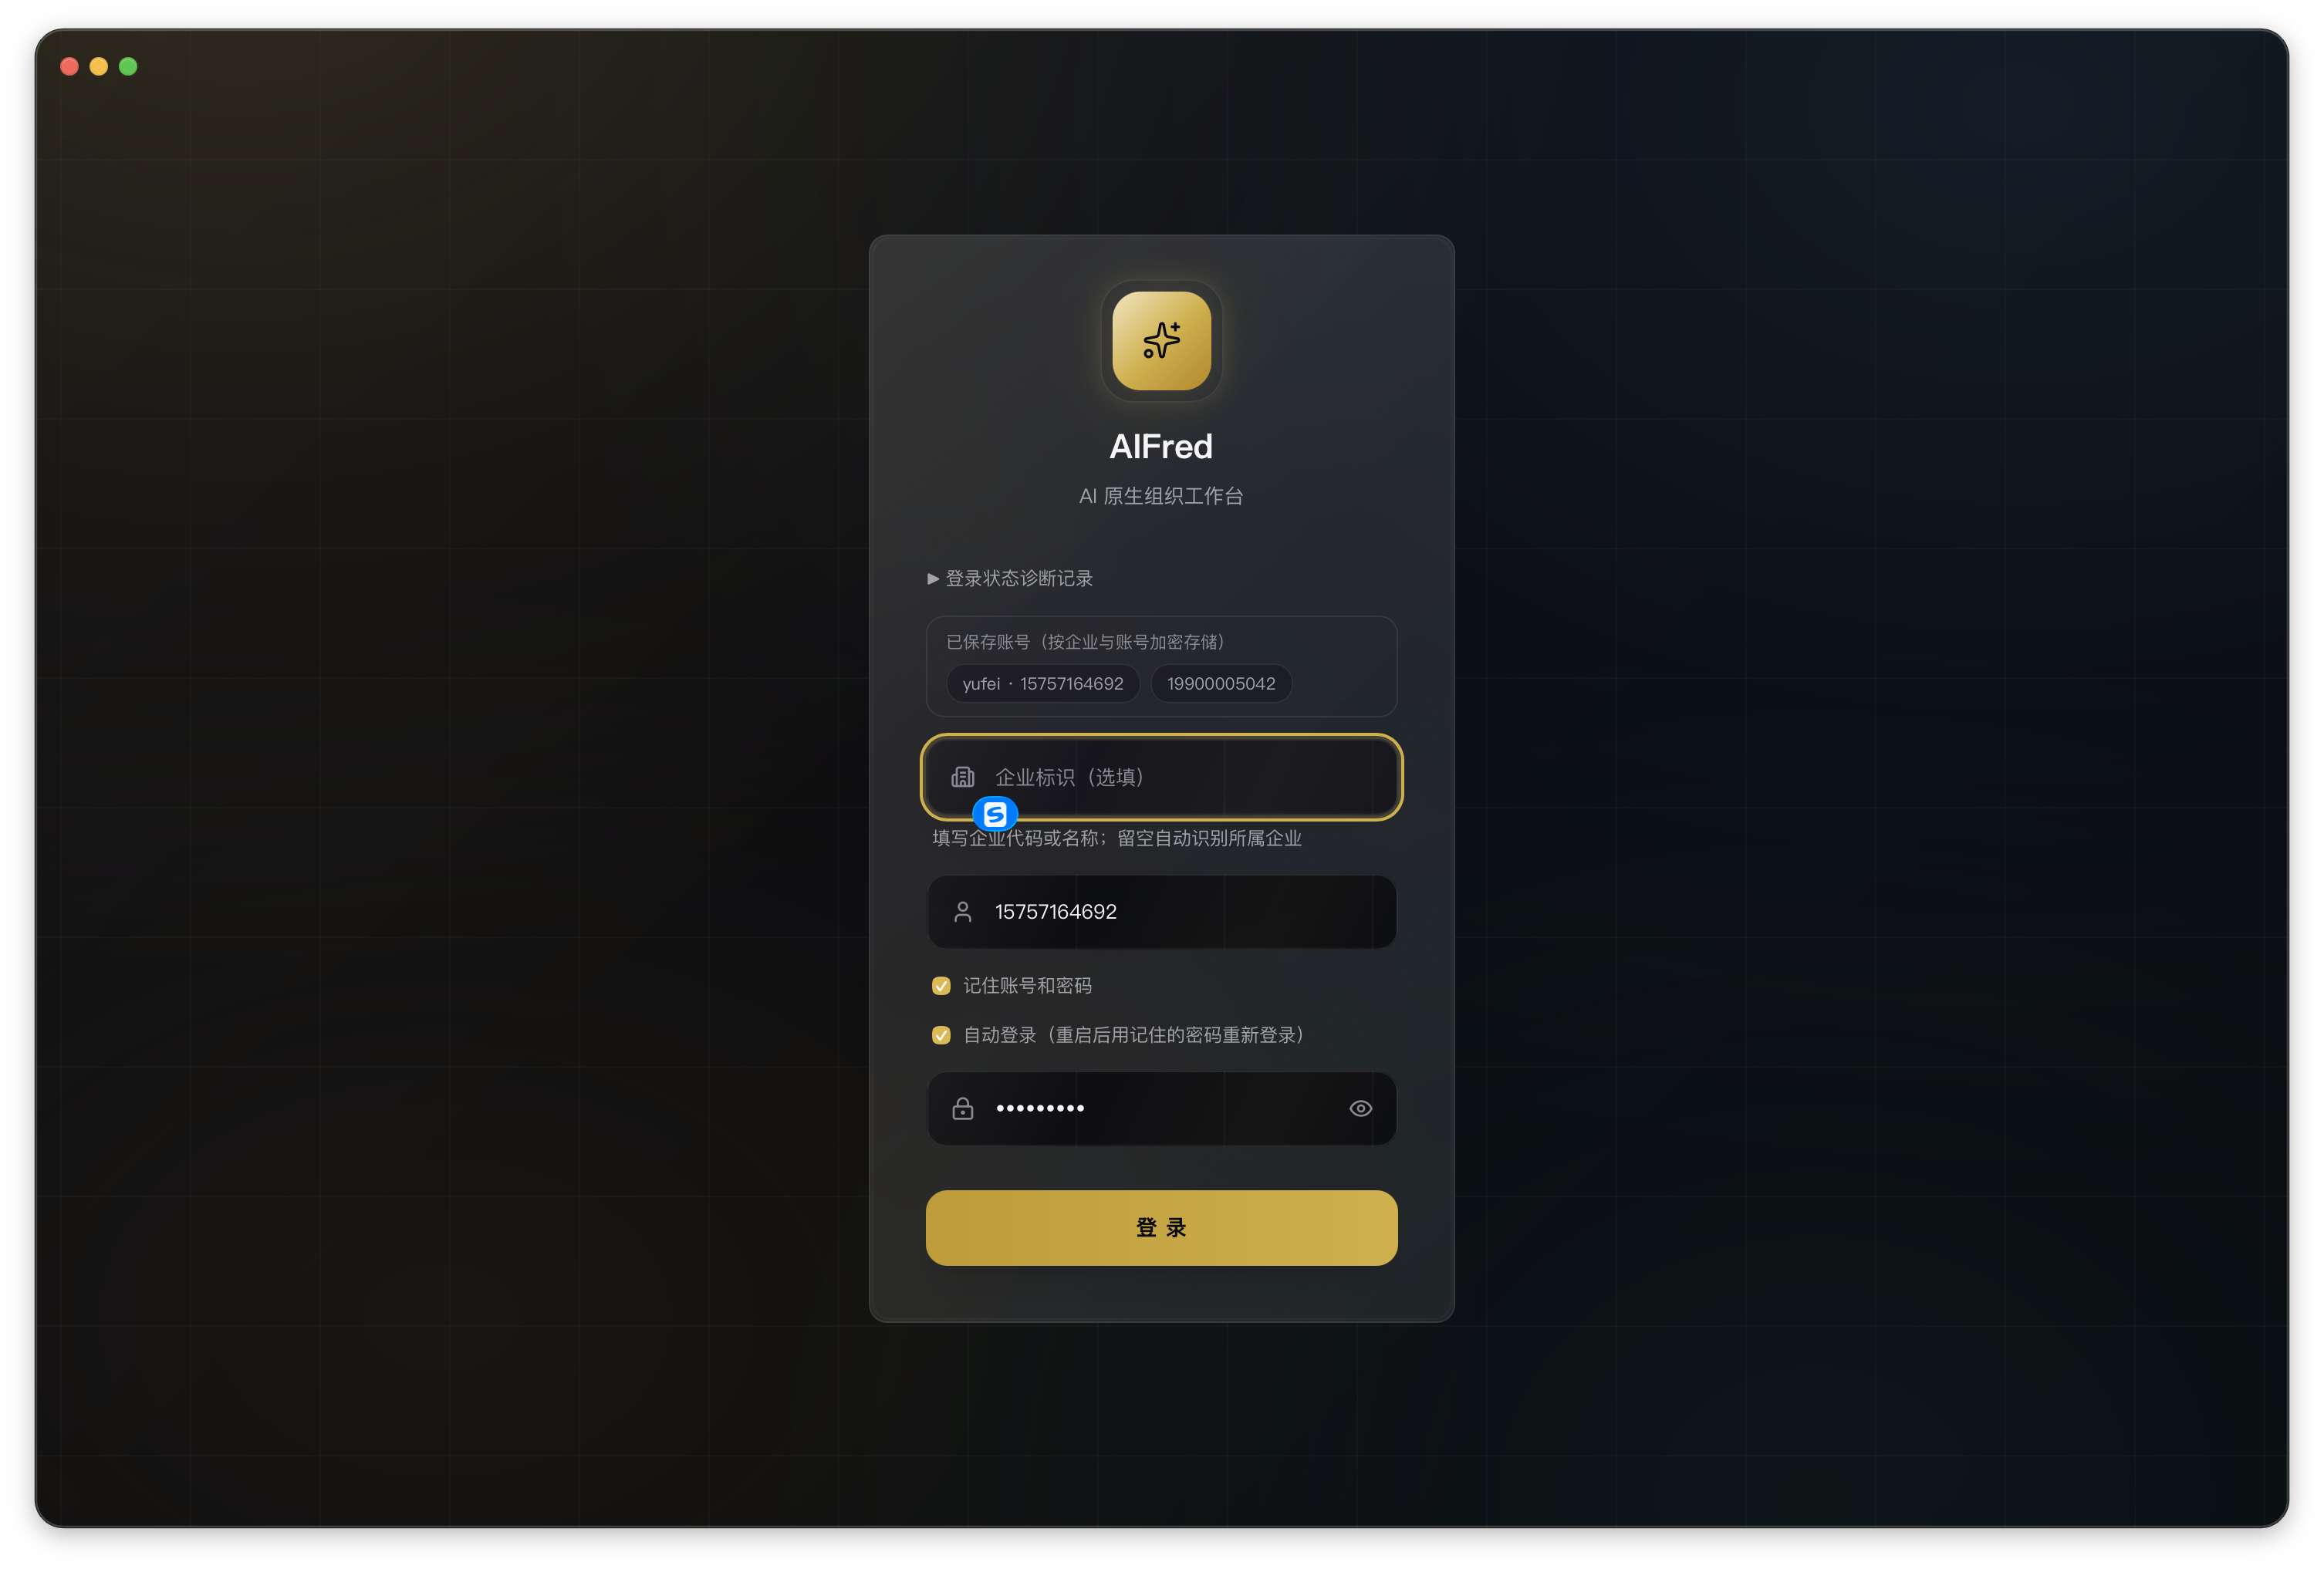 AIFred
AI 原生组织工作台
▶ 登录状态诊断记录
已保存账号（按企业与账号加密存储）
yufei · 15757164692
19900005042
企业标识（选填）
填写企业代码或名称；留空自动识别所属企业
15757164692
记住账号和密码
自动登录（重启后用记住的密码重新登录）
•••••••••
登 录